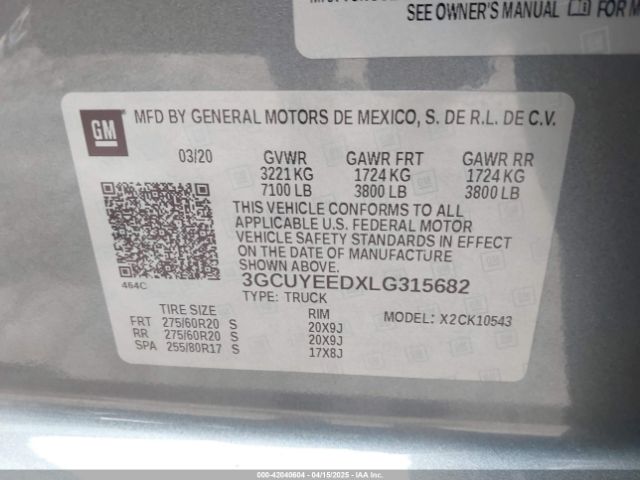 SEE OWNER'S MANUAL
GM
MFD BY GENERAL MOTORS DE MEXICO, S. DE R.L. DE C.V.
03/20 GVWR GAWR FRT GAWR RR
3221 KG 1724 KG 1724 KG
7100 LB 3800 LB 3800 LB
THIS VEHICLE CONFORMS TO ALL
APPLICABLE U.S. FEDERAL MOTOR
VEHICLE SAFETY STANDARDS IN EFFECT
ON THE DATE OF MANUFACTURE
SHOWN ABOVE.
464C
3GCUYEEDXLG315682
TYPE: TRUCK
TIRE SIZE RIM MODEL: X2CK10543
FRT 275/60R20 S 20X9J
RR 275/60R20 S 20X9J
SPA 255/80R17 S 17X8J
000-42040604 - 04/15/2025 - IAAI.COM